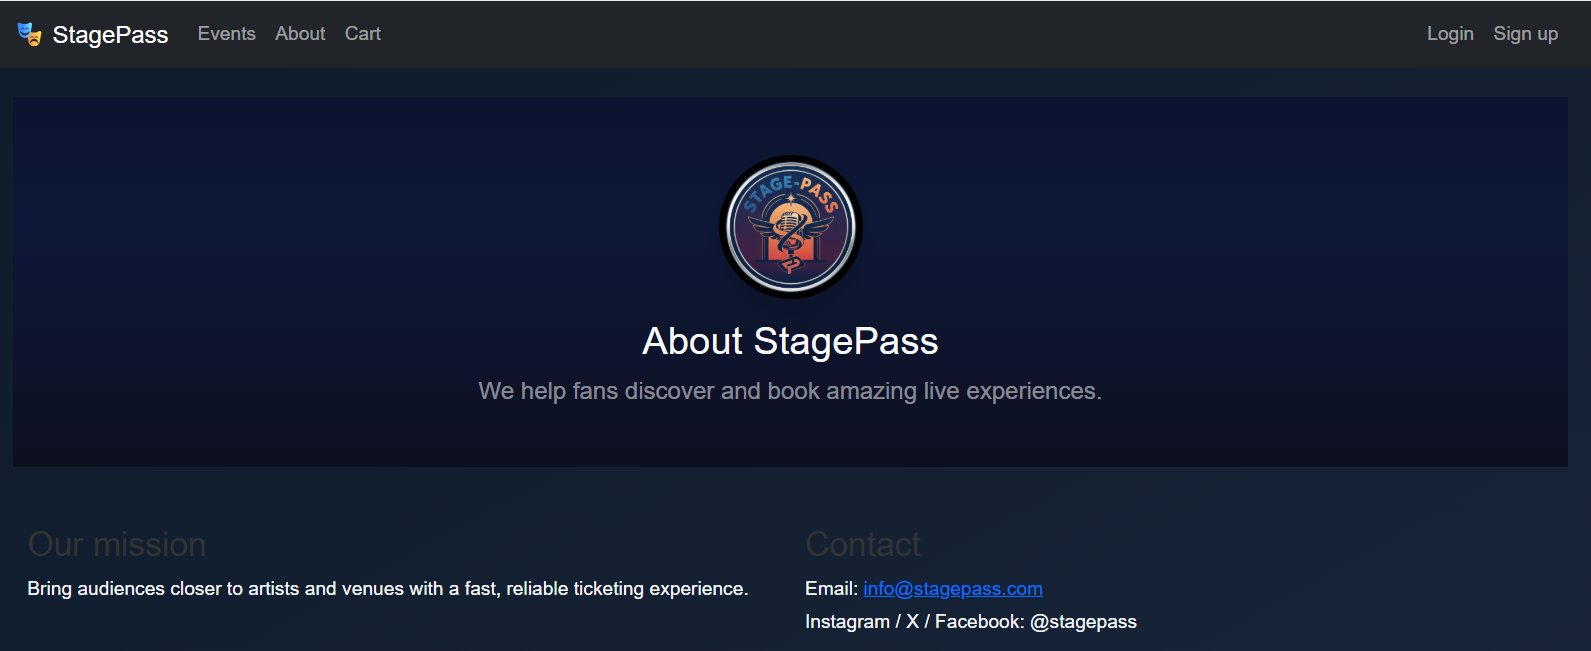 StagePass Events About Cart Login Sign up
STAGE-PASS
About StagePass
We help fans discover and book amazing live experiences.
Our mission
Bring audiences closer to artists and venues with a fast, reliable ticketing experience.
Contact
Email: info@stagepass.com
Instagram / X / Facebook: @stagepass